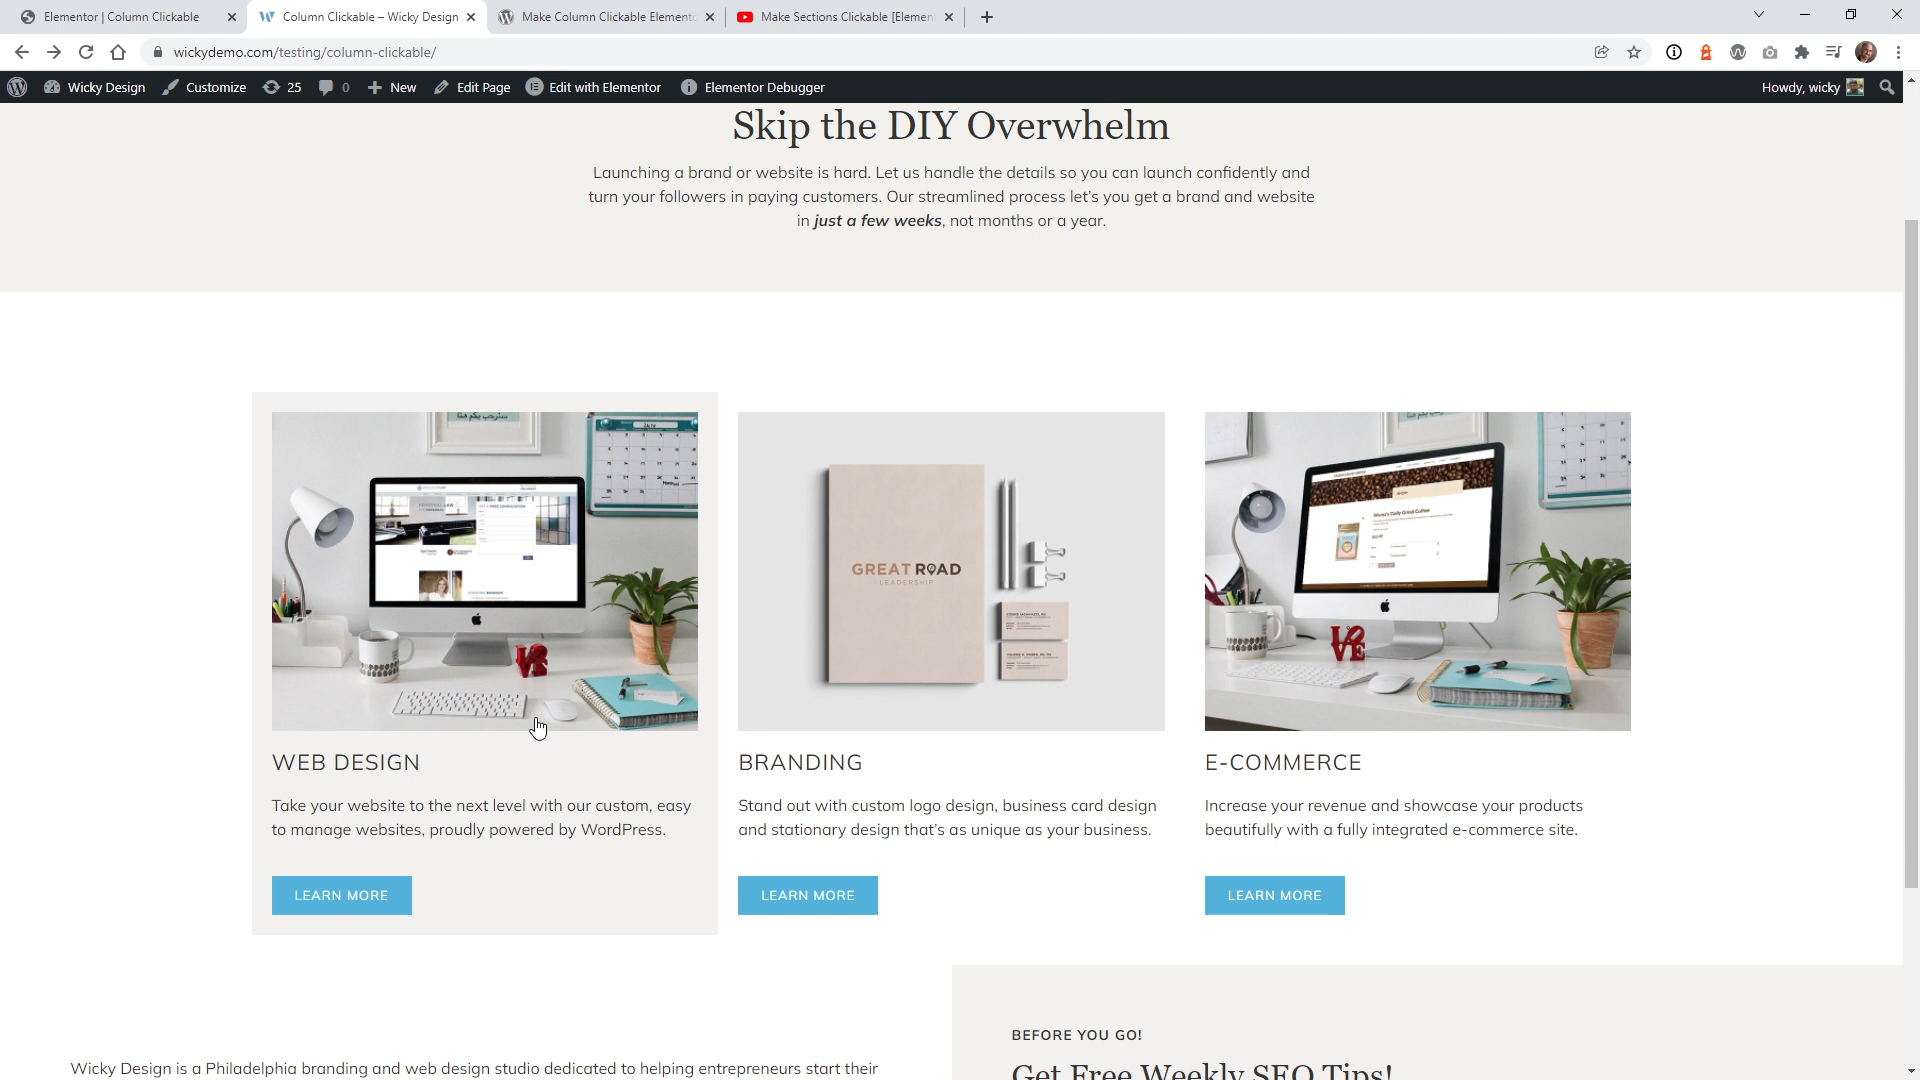 Elementor | Column Clickable
Column Clickable – Wicky Design
Make Column Clickable Elemento
Make Sections Clickable [Elemen
wickydemo.com/testing/column-clickable/
Wicky Design
Customize
25
0
New
Edit Page
Edit with Elementor
Elementor Debugger
Howdy, wicky
Skip the DIY Overwhelm
Launching a brand or website is hard. Let us handle the details so you can launch confidently and
turn your followers in paying customers. Our streamlined process let's you get a brand and website
in just a few weeks, not months or a year.
GREAT ROAD
LEADERSHIP
WEB DESIGN
Take your website to the next level with our custom, easy
to manage websites, proudly powered by WordPress.
LEARN MORE
BRANDING
Stand out with custom logo design, business card design
and stationary design that's as unique as your business.
LEARN MORE
E-COMMERCE
Increase your revenue and showcase your products
beautifully with a fully integrated e-commerce site.
LEARN MORE
Wicky Design is a Philadelphia branding and web design studio dedicated to helping entrepreneurs start their
BEFORE YOU GO!
Get Free Weekly SEO Tips!